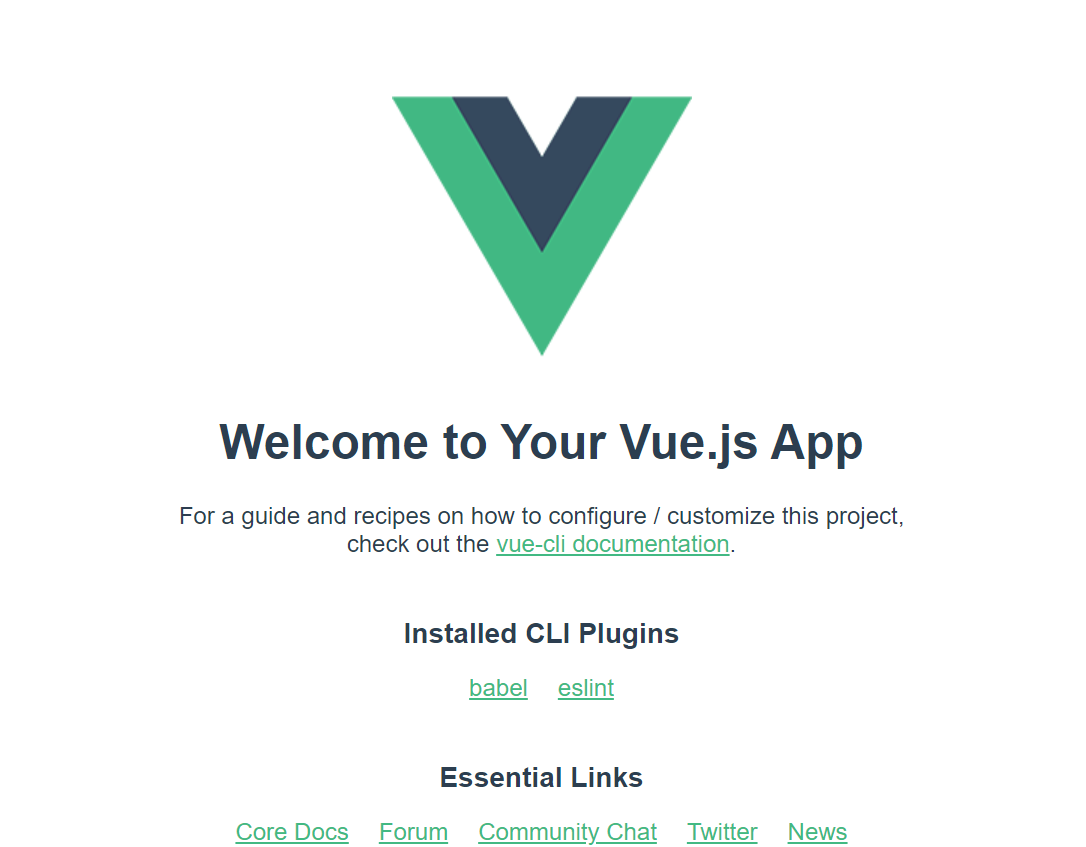 Welcome to Your Vue.js App
For a guide and recipes on how to configure / customize this project,
check out the vue-cli documentation.
Installed CLI Plugins
babel eslint
Essential Links
Core Docs Forum Community Chat Twitter News